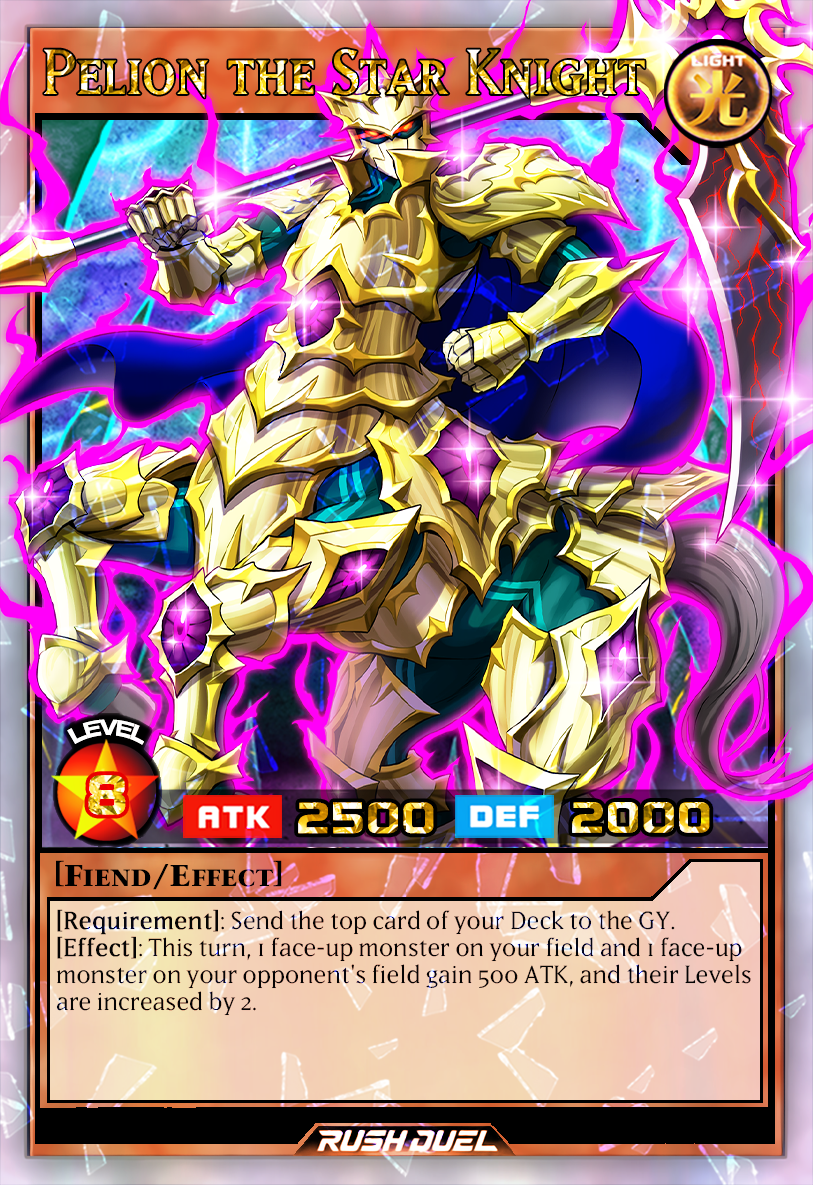 Pelion the Star Knight
LIGHT
光
LEVEL
8
ATK 2500 DEF 2000
[Fiend/Effect]
[Requirement]: Send the top card of your Deck to the GY.
[Effect]: This turn, 1 face-up monster on your field and 1 face-up
monster on your opponent's field gain 500 ATK, and their Levels
are increased by 2.
RUSH DUEL